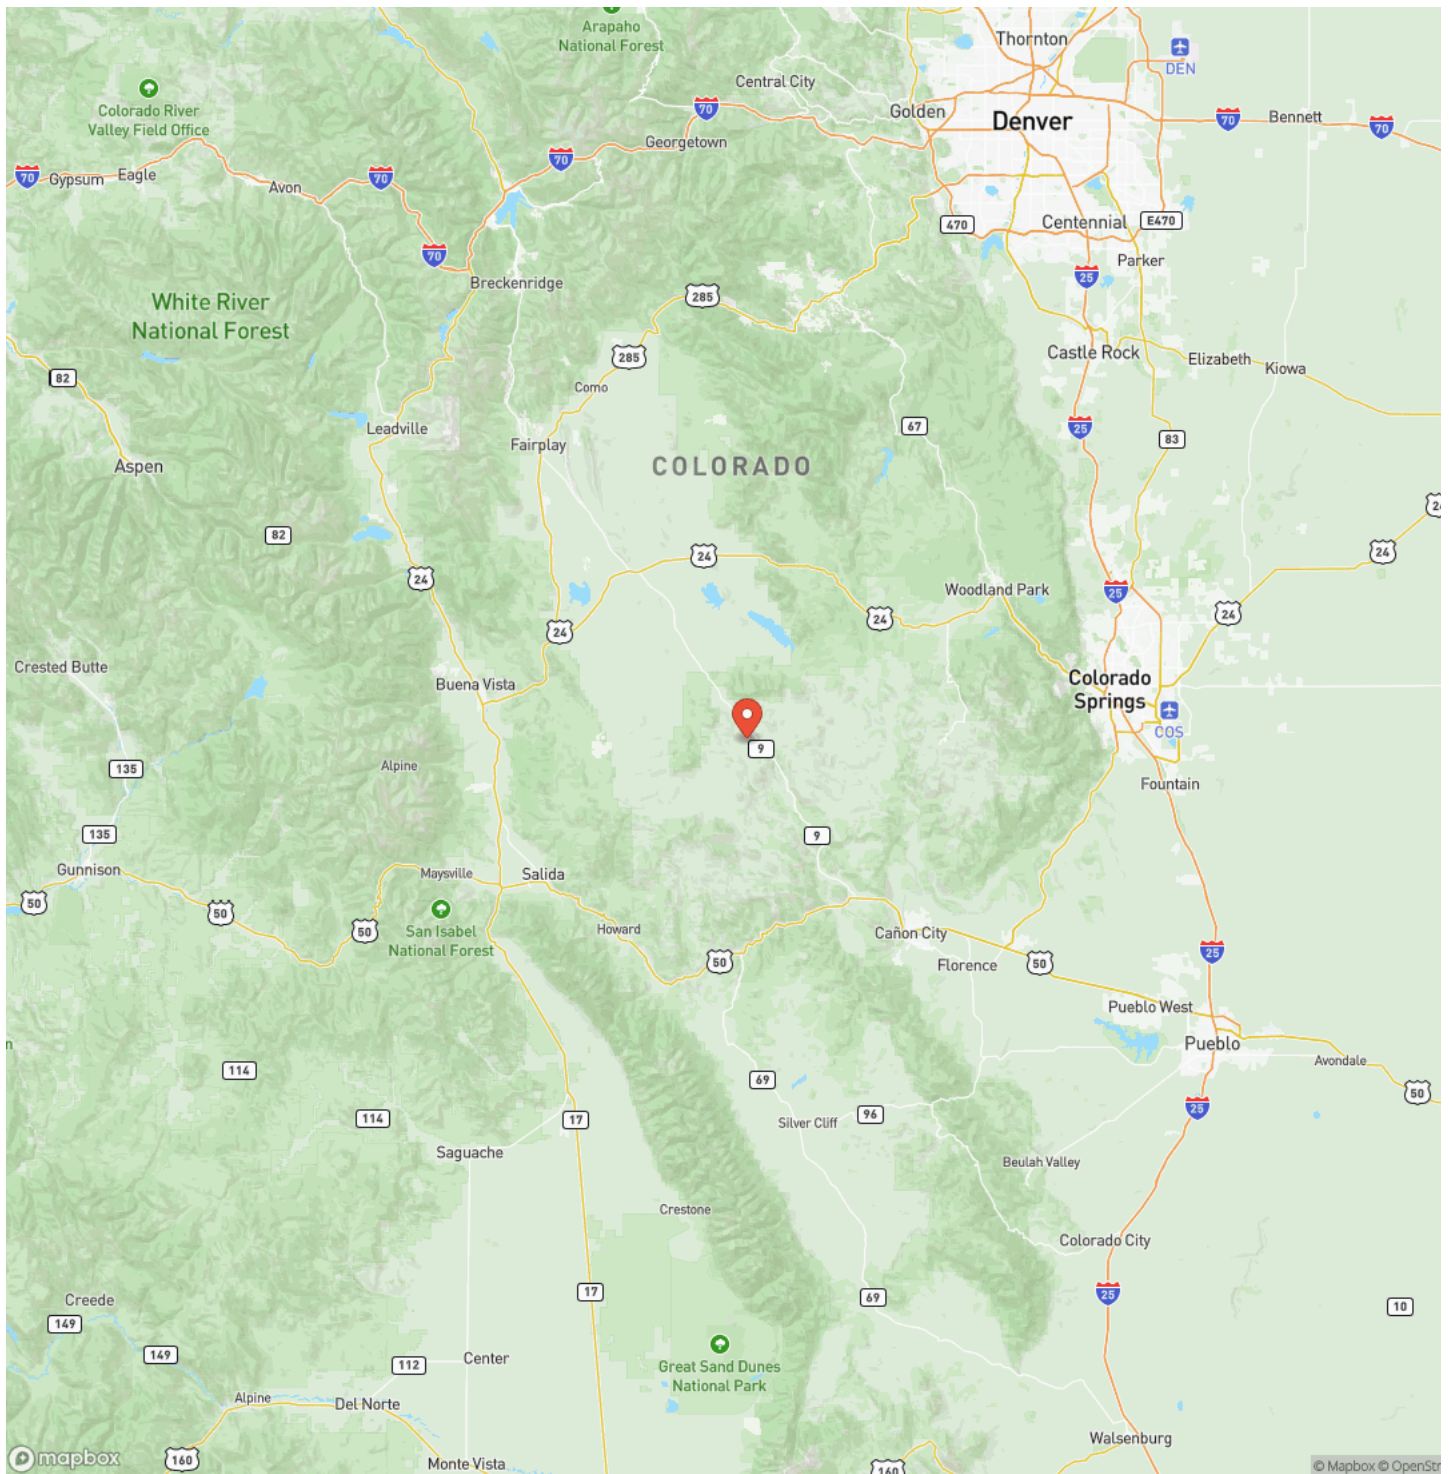 Arapaho
National Forest
Thornton
DEN
Colorado River
Valley Field Office
Central City
70
Golden
Denver
70
Bennett
70
Georgetown
70
70
Gypsum
Eagle
70
Avon
470
Centennial
E470
70
Parker
25
Breckenridge
White River
National Forest
285
285
Castle Rock
Elizabeth
Kiowa
82
Como
Leadville
67
25
83
Fairplay
Aspen
COLORADO
82
24
24
24
Woodland Park
25
24
24
24
Crested Butte
Buena Vista
Colorado
Springs
COS
9
Alpine
135
Fountain
135
9
Gunnison
Maysville
Salida
50
50
50
San Isabel
National Forest
Howard
Cañon City
50
Florence
50
25
Pueblo West
Pueblo
n
Avondale
114
69
50
114
17
96
25
Silver Cliff
Saguache
Beulah Valley
Crestone
Colorado City
17
69
25
10
Creede
149
149
112
Center
Great Sand Dunes
National Park
Alpine
Del Norte
Walsenburg
160
Monte Vista
160
mapbox
© Mapbox © OpenStr